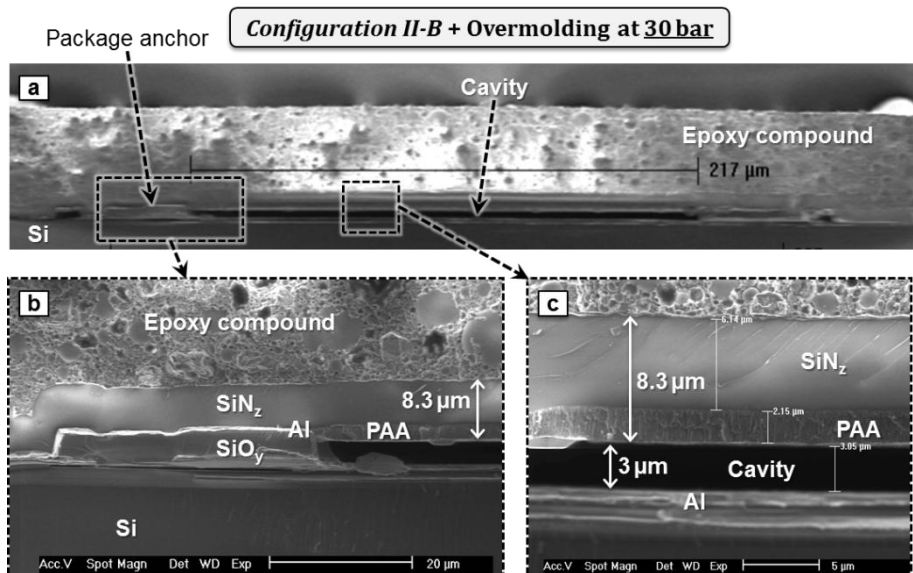 Configuration II-B + Overmolding at 30 bar
Package anchor
a
Cavity
Epoxy compound
217 µm
Si
b
Epoxy compound
SiNz
8.3 µm
Al
PAA
SiOy
Si
Acc.V Spot Magn Det WD Exp
20 µm
c
6.14 µm
SiNz
8.3 µm
2.15 µm
PAA
3.05 µm
3 µm
Cavity
Al
Acc.V Spot Magn Det WD Exp
5 µm